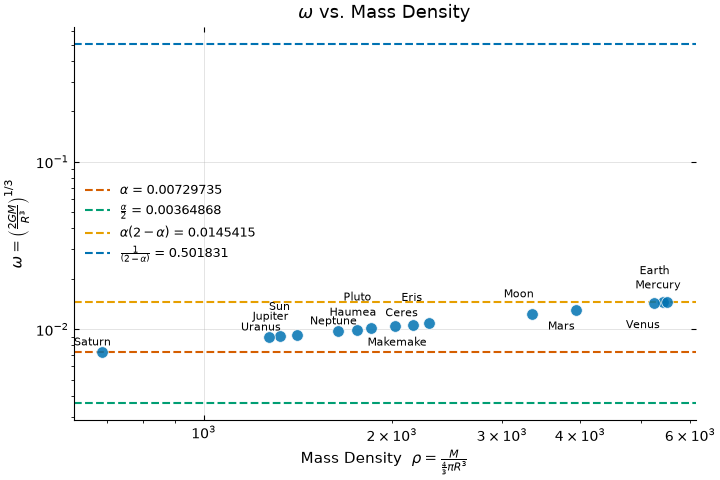 ω vs. Mass Density
ω = (2GM/R³)^1/3
10⁻¹
10⁻²
α = 0.00729735
α/2 = 0.00364868
α(2 − α) = 0.0145415
1/(2−α) = 0.501831
Saturn
Uranus
Jupiter
Sun
Neptune
Haumea
Pluto
Makemake
Ceres
Eris
Moon
Mars
Venus
Mercury
Earth
10³
2 × 10³
3 × 10³
4 × 10³
6 × 10³
Mass Density ρ = M/(4/3 πR³)